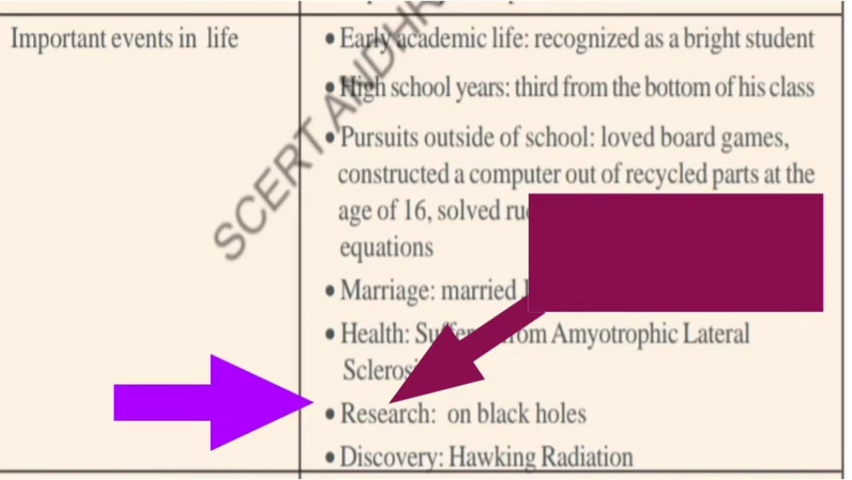 Important events in life
• Early academic life: recognized as a bright student
• High school years: third from the bottom of his class
• Pursuits outside of school: loved board games,
constructed a computer out of recycled parts at the
age of 16, solved
equations
• Marriage: married
• Health: from Amyotrophic Lateral
• Research: on black holes
• Discovery: Hawking Radiation
SCERT